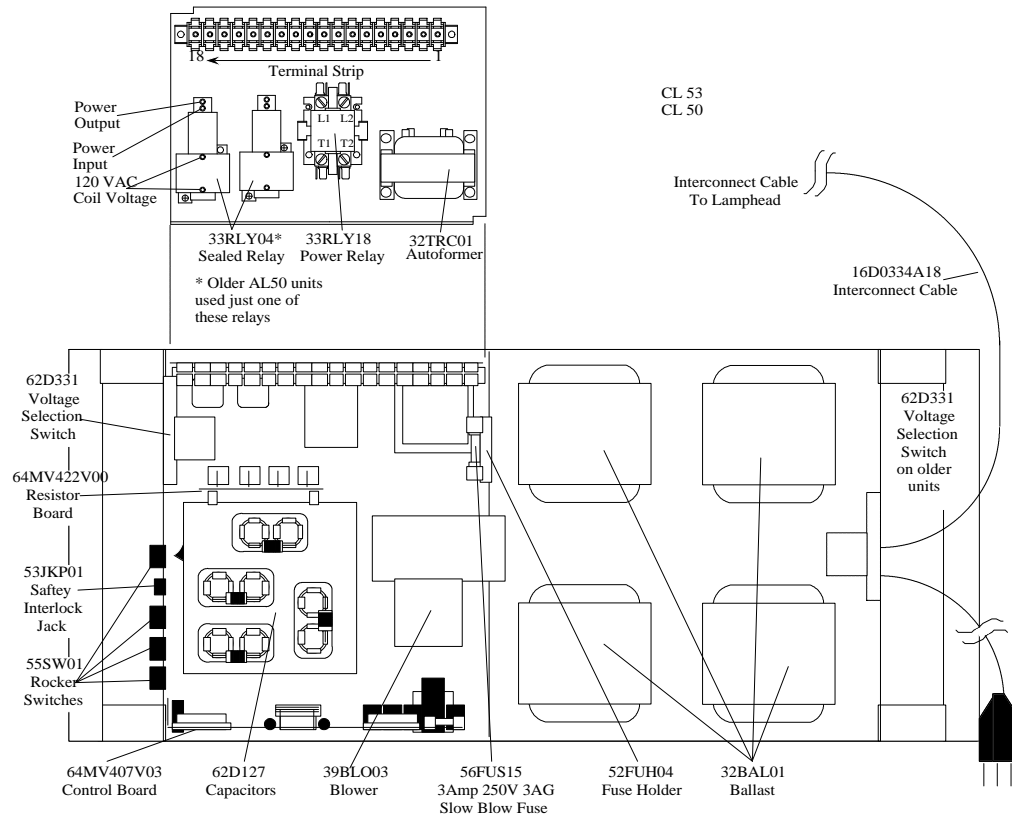 18
1
Terminal Strip
CL 53
CL 50
Power
Output
Power
Input
120 VAC
Coil Voltage
L1 L2
T1 T2
33RLY04*
Sealed Relay
33RLY18
Power Relay
32TRC01
Autoformer
* Older AL50 units
used just one of
these relays
Interconnect Cable
To Lamphead
16D0334A18
Interconnect Cable
62D331
Voltage
Selection
Switch
64MV422V00
Resistor
Board
53JKP01
Saftey
Interlock
Jack
55SW01
Rocker
Switches
62D331
Voltage
Selection
Switch
on older
units
64MV407V03
Control Board
62D127
Capacitors
39BLO03
Blower
56FUS15
3Amp 250V 3AG
Slow Blow Fuse
52FUH04
Fuse Holder
32BAL01
Ballast